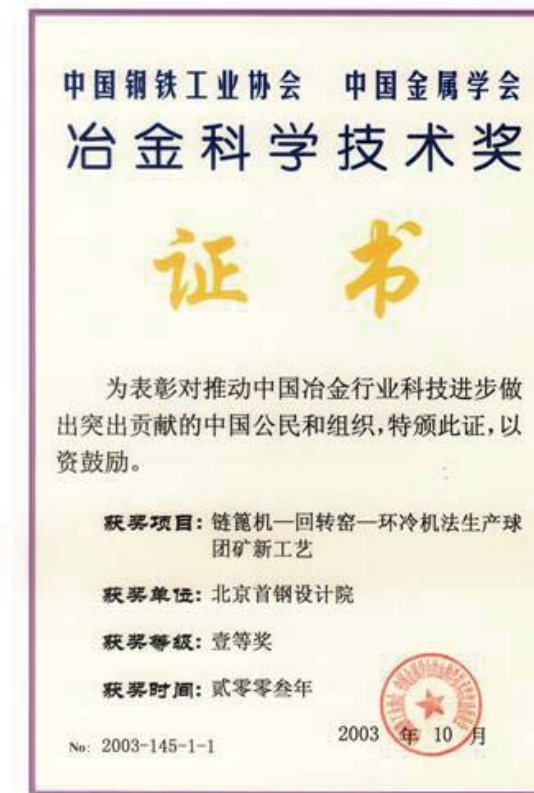 中国钢铁工业协会 中国金属学会
冶金科学技术奖
证书
为表彰对推动中国冶金行业科技进步做
出突出贡献的中国公民和组织,特颁此证,以
资鼓励。
获奖项目:链篦机—回转窑—环冷机法生产球
团矿新工艺
获奖单位:北京首钢设计院
获奖等级:壹等奖
获奖时间:贰零零叁年
2003 年 10 月
No: 2003-145-1-1